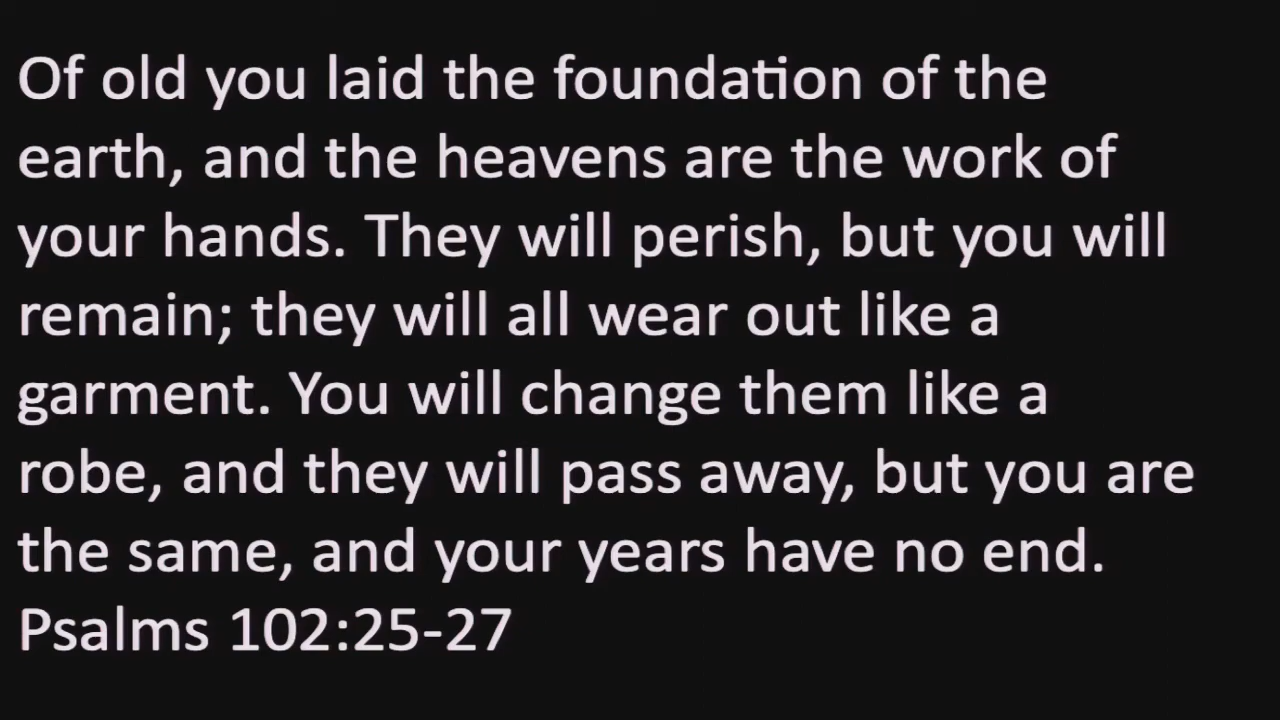 Of old you laid the foundation of the
earth, and the heavens are the work of
your hands. They will perish, but you will
remain; they will all wear out like a
garment. You will change them like a
robe, and they will pass away, but you are
the same, and your years have no end.
Psalms 102:25-27